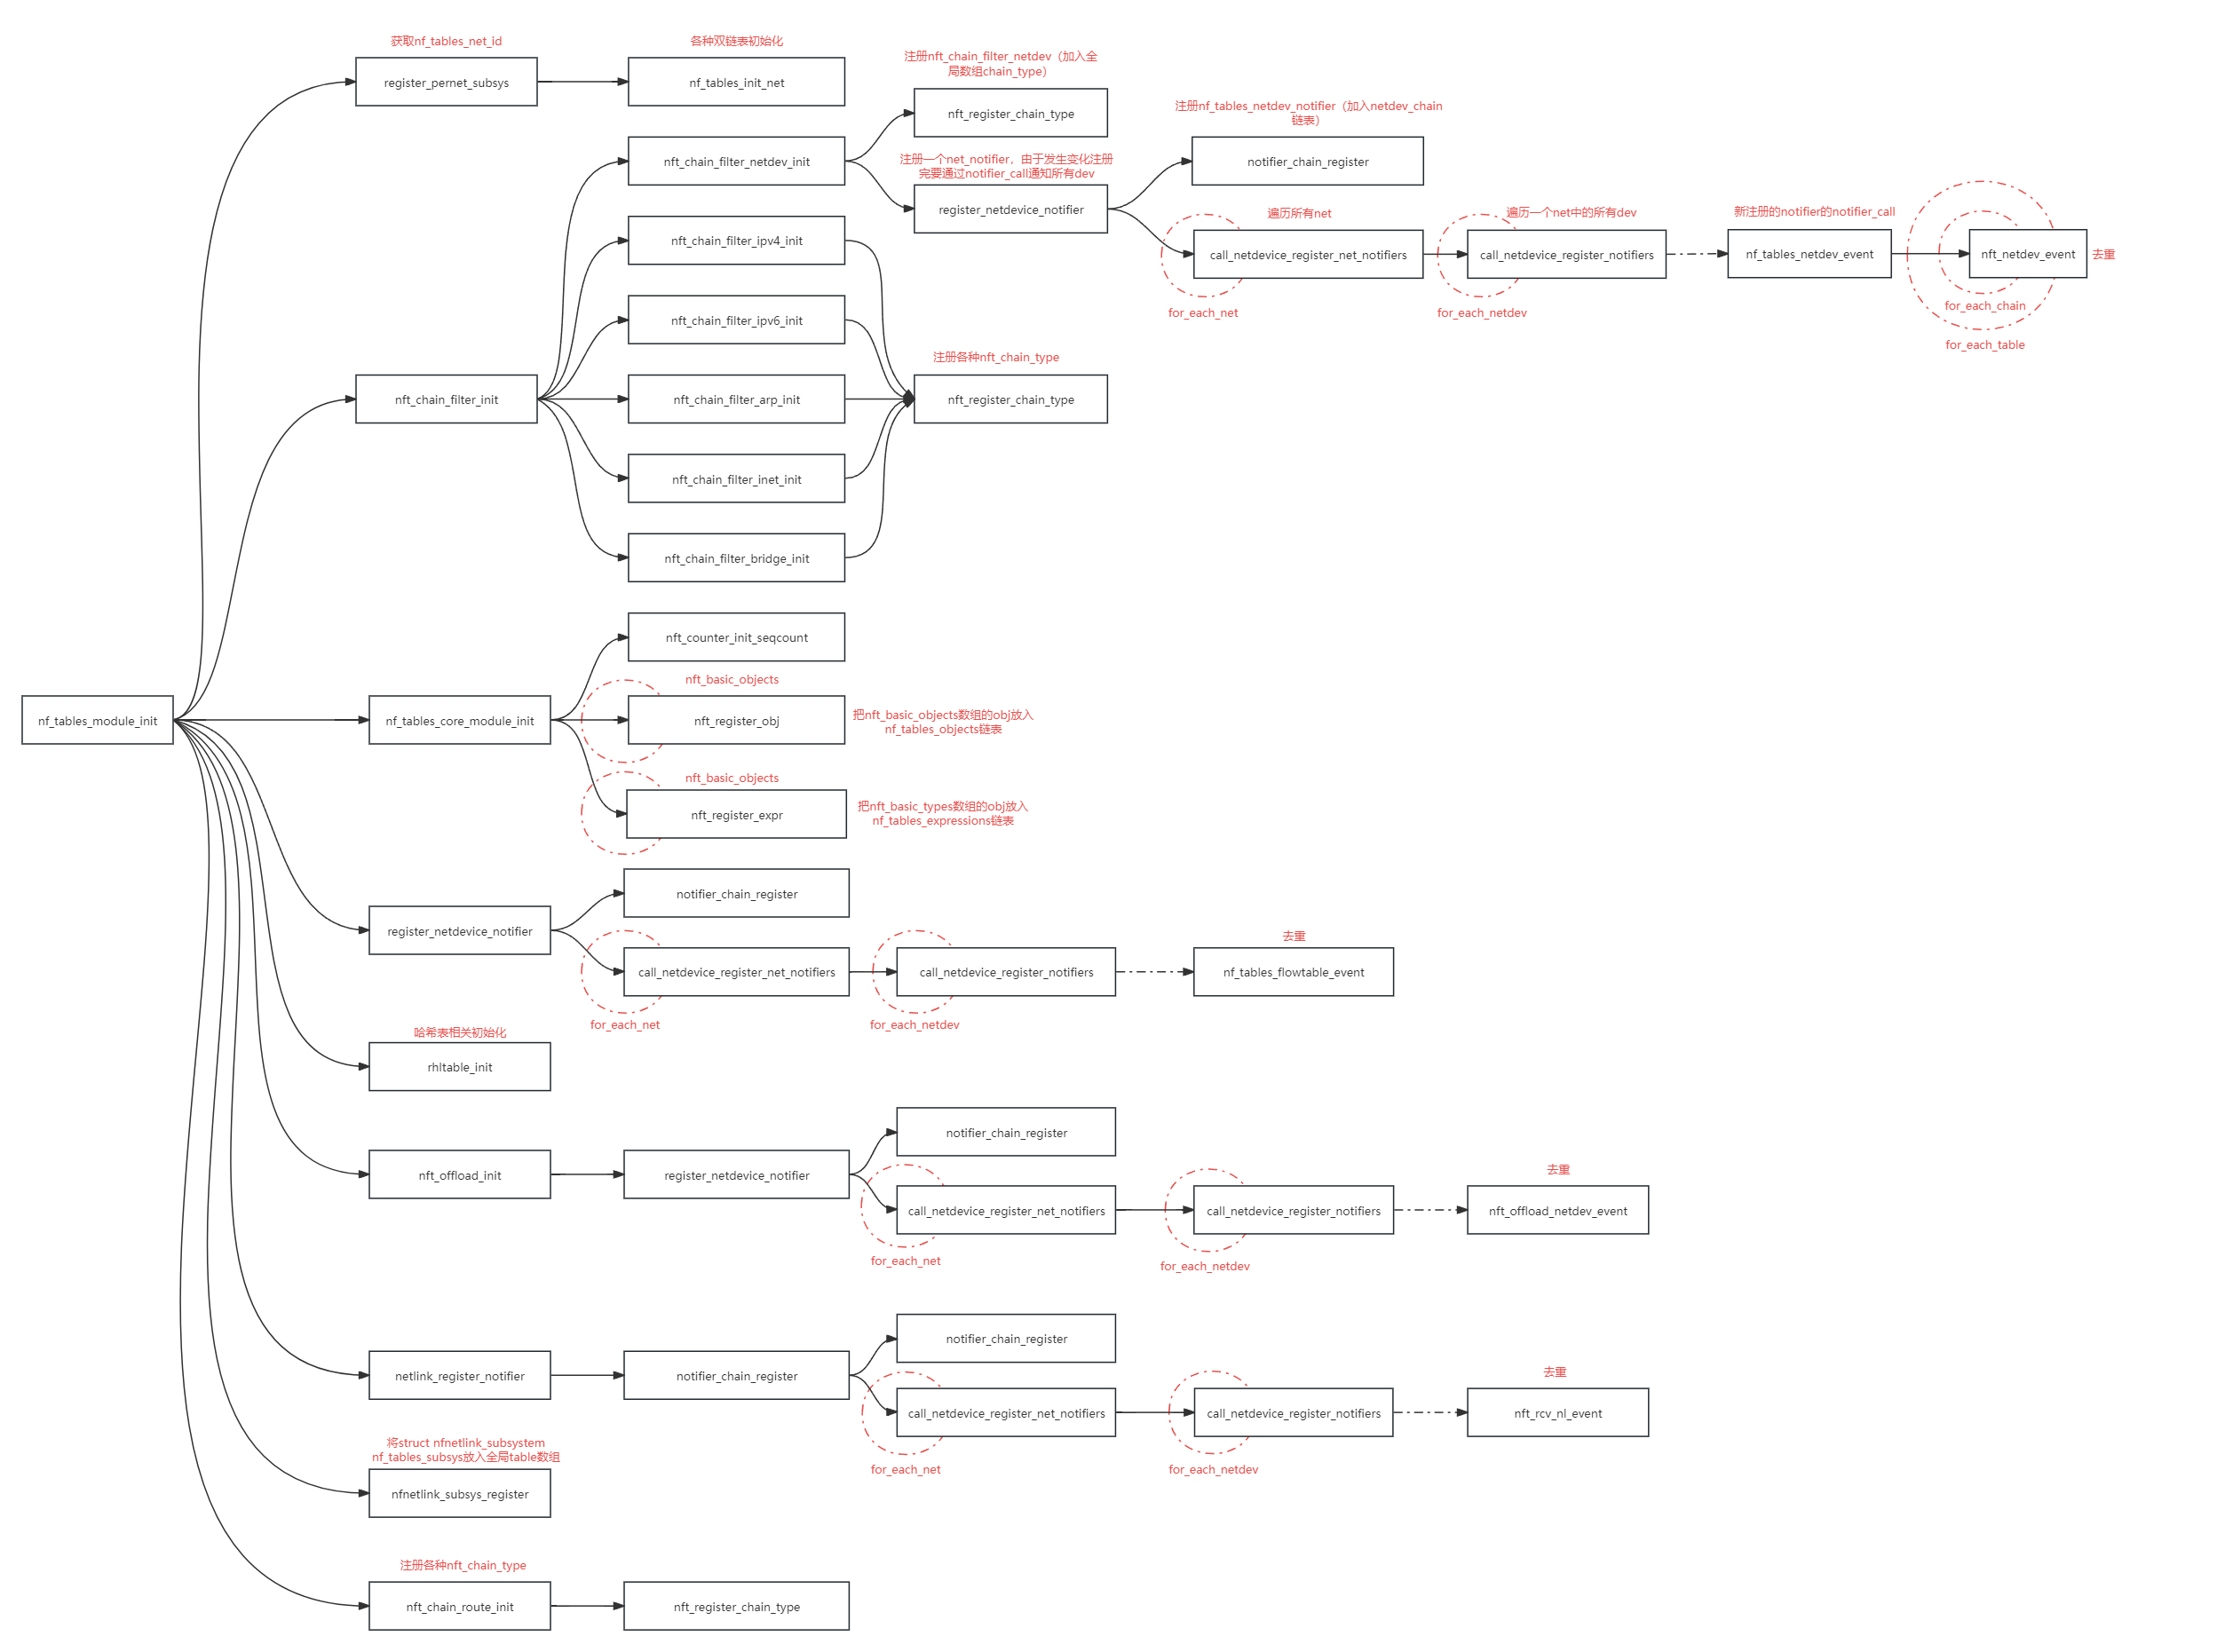 获取nf_tables_net_id
register_pernet_subsys
各种双链表初始化
nf_tables_init_net
nft_chain_filter_netdev_init
注册nft_chain_filter_netdev（加入全
局数组chain_type）
nft_register_chain_type
注册一个net_notifier，由于发生变化注册
完要通过notifier_call通知所有dev
register_netdevice_notifier
注册nf_tables_netdev_notifier（加入netdev_chain
链表）
notifier_chain_register
遍历所有net
call_netdevice_register_net_notifiers
for_each_net
遍历一个net中的所有dev
call_netdevice_register_notifiers
for_each_netdev
新注册的notifier的notifier_call
nf_tables_netdev_event
nft_netdev_event
去重
for_each_chain
for_each_table
nft_chain_filter_ipv4_init
nft_chain_filter_ipv6_init
注册各种nft_chain_type
nft_chain_filter_init
nft_chain_filter_arp_init
nft_register_chain_type
nft_chain_filter_inet_init
nft_chain_filter_bridge_init
nft_counter_init_seqcount
nf_tables_module_init
nf_tables_core_module_init
nft_basic_objects
nft_register_obj
把nft_basic_objects数组的obj放入
nf_tables_objects链表
nft_basic_objects
nft_register_expr
把nft_basic_types数组的obj放入
nf_tables_expressions链表
register_netdevice_notifier
notifier_chain_register
call_netdevice_register_net_notifiers
for_each_net
call_netdevice_register_notifiers
for_each_netdev
去重
nf_tables_flowtable_event
哈希表相关初始化
rhltable_init
nft_offload_init
register_netdevice_notifier
notifier_chain_register
call_netdevice_register_net_notifiers
for_each_net
call_netdevice_register_notifiers
for_each_netdev
去重
nft_offload_netdev_event
netlink_register_notifier
notifier_chain_register
notifier_chain_register
call_netdevice_register_net_notifiers
for_each_net
call_netdevice_register_notifiers
for_each_netdev
去重
nft_rcv_nl_event
将struct nfnetlink_subsystem
nf_tables_subsys放入全局table数组
nfnetlink_subsys_register
注册各种nft_chain_type
nft_chain_route_init
nft_register_chain_type